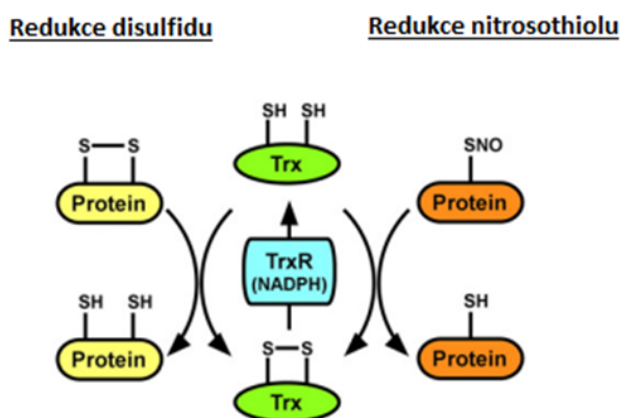 Redukce disulfidu
Redukce nitrosothiolu
SH SH
Trx
S S
Protein
SNO
Protein
TrxR
(NADPH)
SH SH
Protein
S S
Trx
SH
Protein